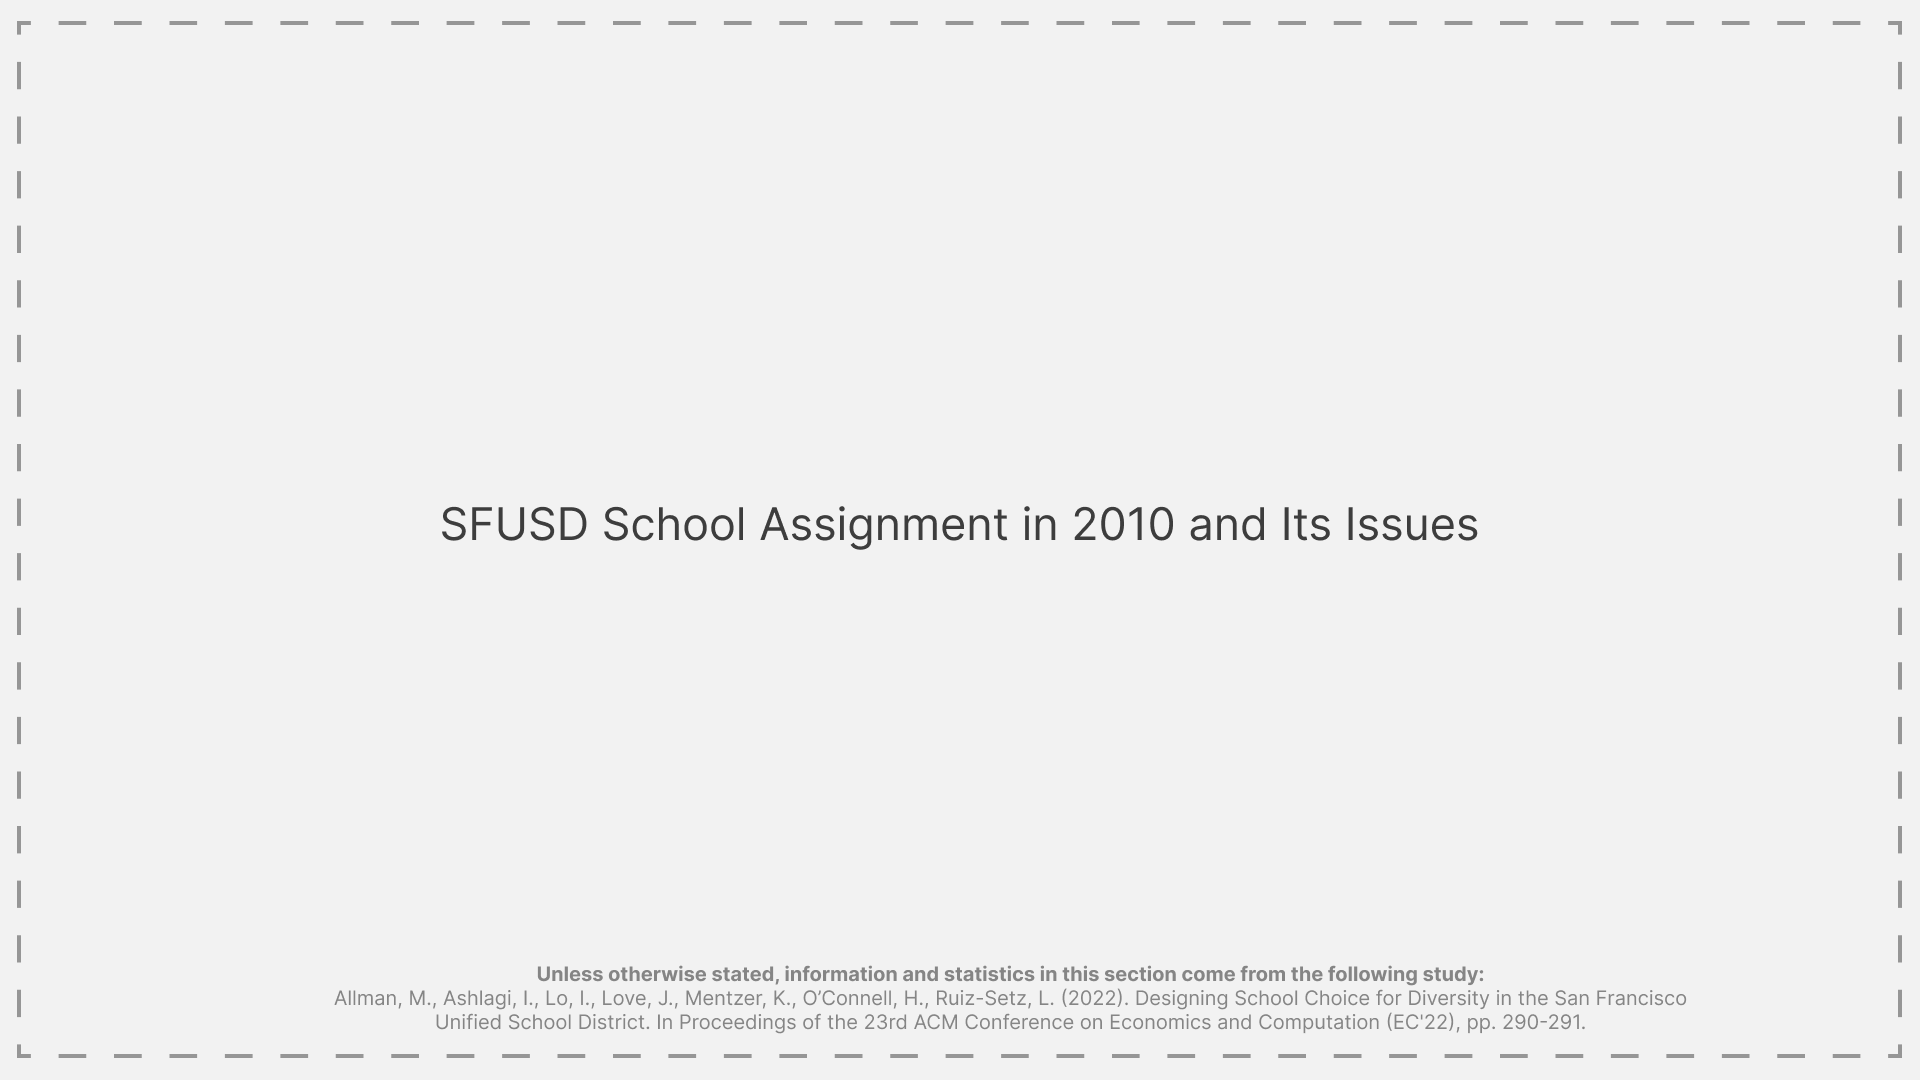 SFUSD School Assignment in 2010 and Its Issues
Unless otherwise stated, information and statistics in this section come from the following study:
Allman, M., Ashlagi, I., Lo, I., Love, J., Mentzer, K., O’Connell, H., Ruiz-Setz, L. (2022). Designing School Choice for Diversity in the San Francisco
Unified School District. In Proceedings of the 23rd ACM Conference on Economics and Computation (EC'22), pp. 290-291.